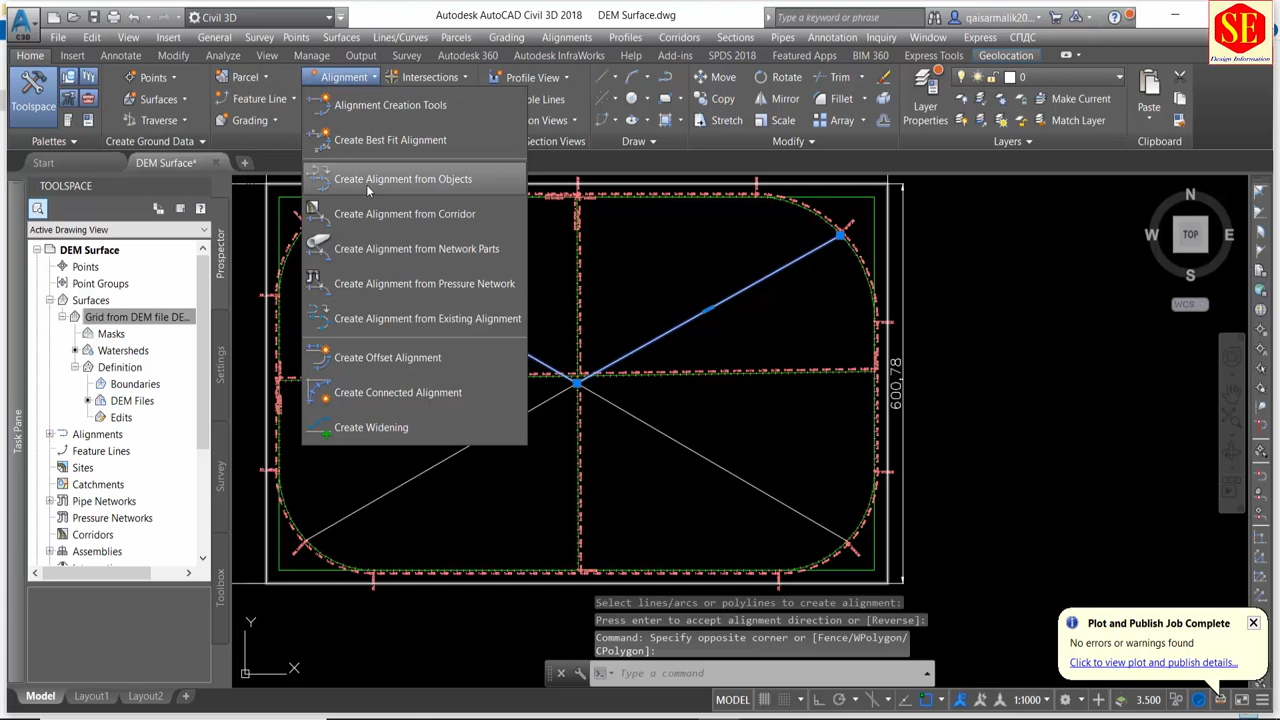 Civil 3D
Autodesk AutoCAD Civil 3D 2018 DEM Surface.dwg
Type a keyword or phrase
qaisarmalik20...
SE
Design Information
C3D
File Edit View Insert General Survey Points Surfaces Lines/Curves Parcels Grading Alignments Profiles Corridors Sections Pipes Annotation Inquiry Window Express СПДС
Home Insert Annotate Modify Analyze View Manage Output Survey Autodesk 360 Autodesk InfraWorks Help Add-ins SPDS 2018 Featured Apps BIM 360 Express Tools Geolocation
Toolspace
Points
Surfaces
Traverse
Parcel
Feature Line
Grading
Alignment
Intersections
Profile View
le Lines
n Views
Move Rotate Trim
Copy Mirror Fillet
Stretch Scale Array
Layer
Properties
0
Make Current
Match Layer
Paste
Palettes
Section Views
Draw
Modify
Layers
Clipboard
Start
DEM Surface*
Alignment Creation Tools
Create Best Fit Alignment
Create Alignment from Objects
Create Alignment from Corridor
Create Alignment from Network Parts
Create Alignment from Pressure Network
Create Alignment from Existing Alignment
Create Offset Alignment
Create Connected Alignment
Create Widening
TOOLSPACE
Active Drawing View
DEM Surface
Points
Point Groups
Surfaces
Grid from DEM file DE...
Masks
Watersheds
Definition
Boundaries
DEM Files
Edits
Alignments
Feature Lines
Sites
Catchments
Pipe Networks
Pressure Networks
Corridors
Assemblies
Task Pane
Prospector
Settings
Survey
Toolbox
N
W TOP E
S
WCS
600,78
Y
X
Select lines/arcs or polylines to create alignment:
Press enter to accept alignment direction or [Reverse]:
Command: Specify opposite corner or [Fence/WPolygon/
CPolygon]:
Type a command
Plot and Publish Job Complete
No errors or warnings found
Click to view plot and publish details...
Model Layout1 Layout2
MODEL
1:1000
3.500